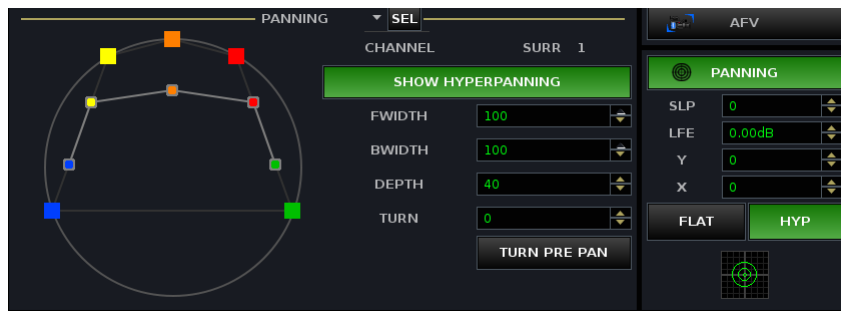 PANNING SEL
CHANNEL SURR 1
SHOW HYPERPANNING
FWIDTH 100
BWIDTH 100
DEPTH 40
TURN 0
TURN PRE PAN
AFV
PANNING
SLP 0
LFE 0.00dB
Y 0
X 0
FLAT HYP